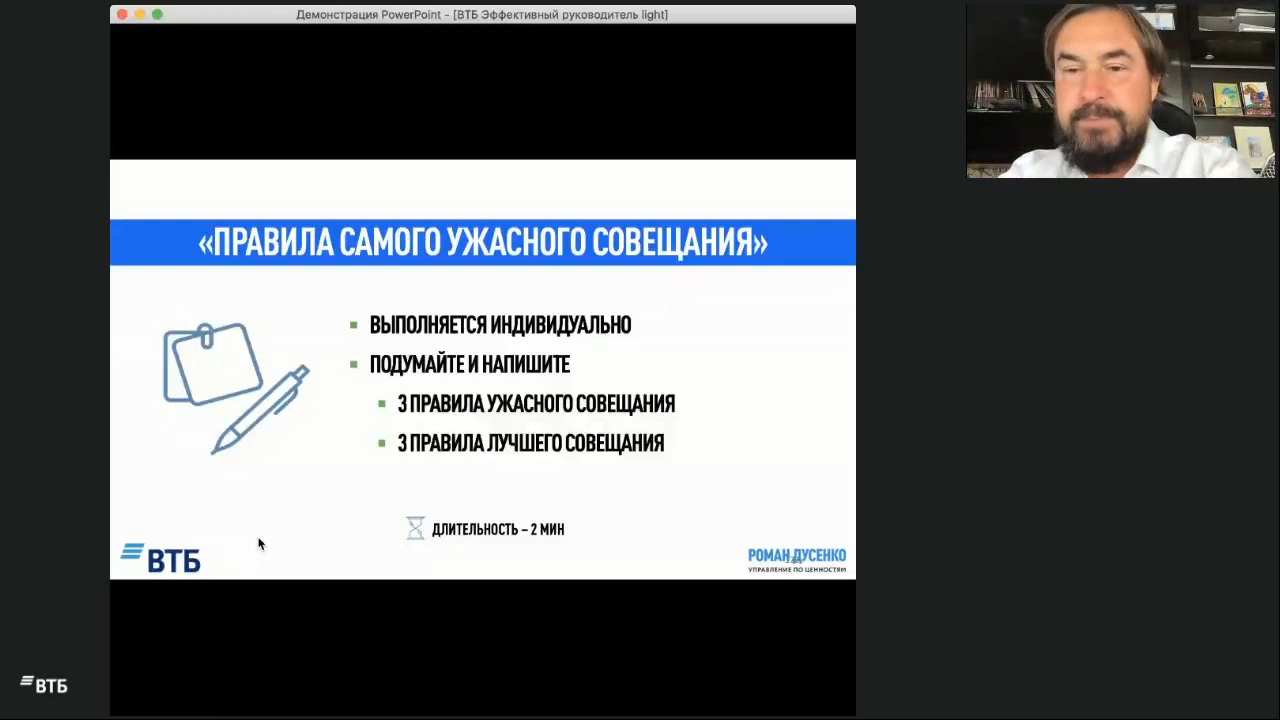 Демонстрация PowerPoint - [ВТБ Эффективный руководитель light]
«ПРАВИЛА САМОГО УЖАСНОГО СОВЕЩАНИЯ»
ВЫПОЛНЯЕТСЯ ИНДИВИДУАЛЬНО
ПОДУМАЙТЕ И НАПИШИТЕ
3 ПРАВИЛА УЖАСНОГО СОВЕЩАНИЯ
3 ПРАВИЛА ЛУЧШЕГО СОВЕЩАНИЯ
ДЛИТЕЛЬНОСТЬ – 2 МИН
ВТБ
РОМАН ДУСЕНКО
УПРАВЛЕНИЕ ПО ЦЕННОСТЯМ
ВТБ